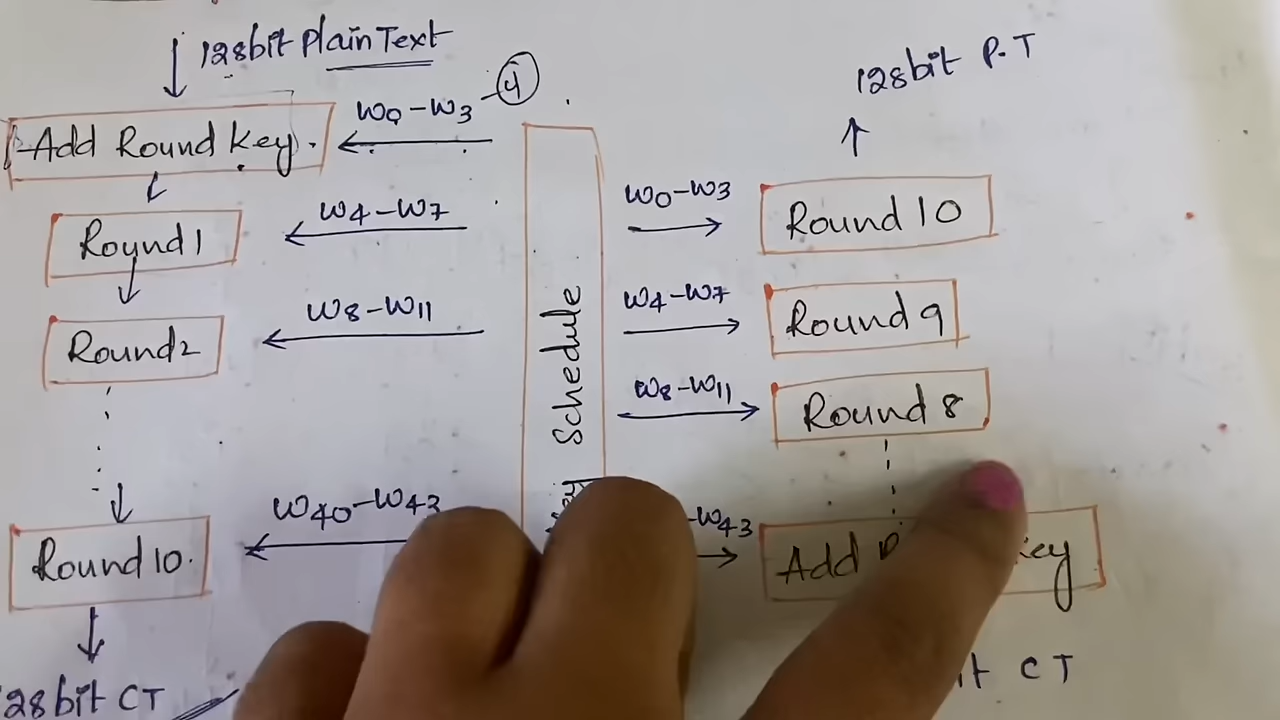 128bit Plain Text
Add Round Key.
W0-W3 4
Round 1
W4-W7
Round 2
W8-W11
Round 10.
W40-W43
128bit CT
Key Schedule
128bit P.T
W0-W3
Round 10
W4-W7
Round 9
W8-W11
Round 8
-W43
Add Key
CT